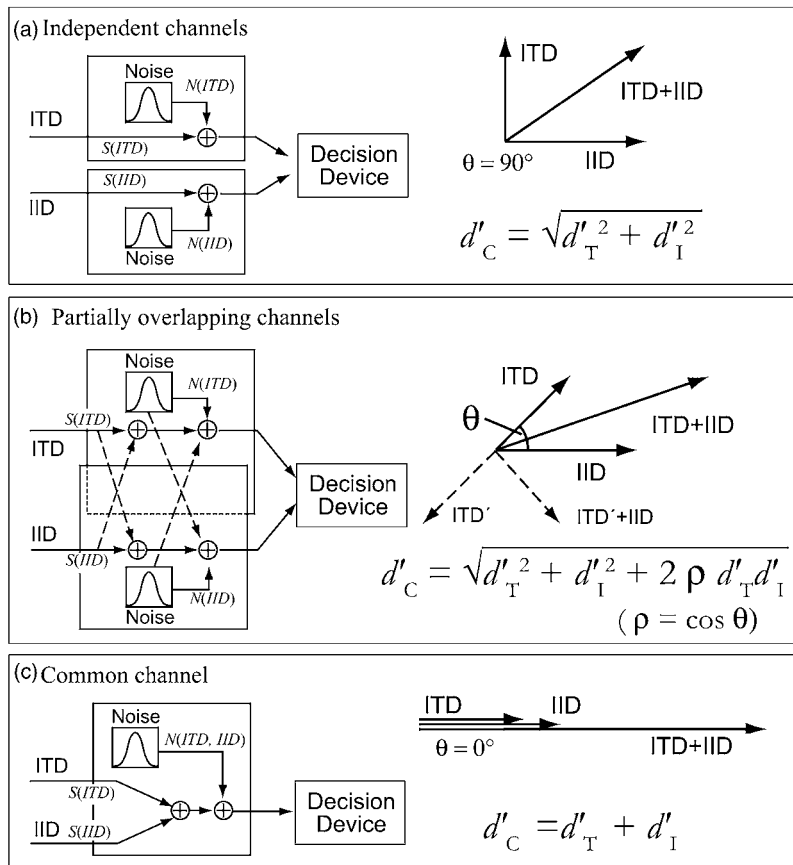 (a) Independent channels
Noise
N(ITD)
ITD
S(ITD)
S(IID)
IID
N(IID)
Noise
Decision
Device
ITD
ITD+IID
θ = 90°
IID
d′C = √d′T² + d′I²
(b) Partially overlapping channels
Noise
N(ITD)
S(ITD)
ITD
IID
S(IID)
N(IID)
Noise
Decision
Device
ITD
θ
ITD+IID
IID
ITD′
ITD′+IID
d′C = √d′T² + d′I² + 2 ρ d′T d′I
( ρ = cos θ)
(c) Common channel
Noise
N(ITD, IID)
ITD
S(ITD)
IID
S(IID)
Decision
Device
ITD
IID
θ = 0°
ITD+IID
d′C =d′T + d′I